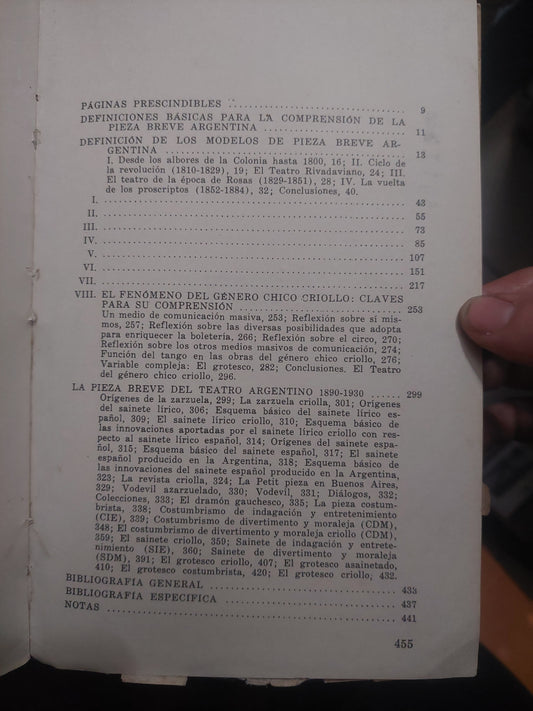 PÁGINAS PRESCINDIBLES ........ 9
DEFINICIONES BÁSICAS PARA LA COMPRENSIÓN DE LA
PIEZA BREVE ARGENTINA ........ 11
DEFINICIÓN DE LOS MODELOS DE PIEZA BREVE AR-
GENTINA ........ 13
I. Desde los albores de la Colonia hasta 1800, 16; II. Ciclo de
la revolución (1810-1829), 19; El Teatro Rivadaviano, 24; III.
El teatro de la época de Rosas (1829-1851), 28; IV. La vuelta
de los proscriptos (1852-1884), 32; Conclusiones, 40.
I. ........ 43
II. ........ 55
III. ........ 73
IV. ........ 85
V. ........ 107
VI. ........ 151
VII. ........ 217
VIII. EL FENÓMENO DEL GÉNERO CHICO CRIOLLO: CLAVES
PARA SU COMPRENSIÓN ........ 253
Un medio de comunicación masiva, 253; Reflexión sobre sí mis-
mos, 257; Reflexión sobre las diversas posibilidades que adopta
para enriquecer la boletería, 266; Reflexión sobre el circo, 270;
Reflexión sobre los otros medios masivos de comunicación, 274;
Función del tango en las obras del género chico criollo, 276;
Variable compleja: El grotesco, 282; Conclusiones. El Teatro
del género chico criollo, 296.
LA PIEZA BREVE DEL TEATRO ARGENTINO 1890-1930 ...... 299
Orígenes de la zarzuela, 299; La zarzuela criolla, 301; Orígenes
del sainete lírico, 306; Esquema básico del sainete lírico es-
pañol, 309; El sainete lírico criollo, 310; Esquema básico de
las innovaciones aportadas por el sainete lírico criollo con res-
pecto al sainete lírico español, 314; Orígenes del sainete espa-
ñol, 315; Esquema básico del sainete español, 317; El sainete
español producido en la Argentina, 318; Esquema básico de
las innovaciones del sainete español producido en la Argentina,
323; La revista criolla, 324; La Petit pieza en Buenos Aires,
329; Vodevil azarzuelado, 330; Vodevil, 331; Diálogos, 332;
Colecciones, 333; El dramón gauchesco, 335; La pieza costum-
brista, 338; Costumbrismo de indagación y entretenimiento
(CIE), 339; Costumbrismo de divertimento y moraleja (CDM),
348; El costumbrismo de divertimento y moraleja criollo (CDM),
359; El sainete criollo, 359; Sainete de indagación y entrete-
nimiento (SIE), 360; Sainete de divertimento y moraleja
(SDM), 391; El grotesco criollo, 407; El grotesco asainetado,
410; El grotesco costumbrista, 420; El grotesco criollo, 432.
BIBLIOGRAFÍA GENERAL ........ 433
BIBLIOGRAFÍA ESPECÍFICA ........ 437
NOTAS ........ 441
455